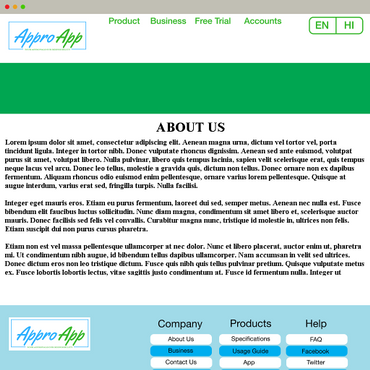 Appro App
Product Business Free Trial Accounts
EN HI
ABOUT US
Lorem ipsum dolor sit amet, consectetur adipiscing elit. Aenean magna urna, dictum vel tortor vel, porta
tincidunt ligula. Integer in tortor nibh. Donec vulputate rhoncus dignissim. Aenean sed ante euismod, volutpat
purus sit amet, volutpat libero. Nulla pulvinar, libero quis tempus lacinia, sapien velit scelerisque erat, quis tempus
neque lacus vel arcu. Donec leo tellus, molestie a gravida quis, dictum non tellus. Donec ornare non ex dapibus
fermentum. Aliquam rhoncus odio euismod enim pellentesque, ornare varius lorem pellentesque. Quisque at
augue interdum, varius erat sed, fringilla turpis. Nulla facilisi.
Integer eget mauris eros. Etiam eu purus fermentum, laoreet dui sed, semper metus. Aenean nec nulla est. Fusce
bibendum elit faucibus luctus sollicitudin. Nunc diam magna, condimentum sit amet libero et, scelerisque auctor
mauris. Donec facilisis sed felis vel convallis. Curabitur magna nunc, tristique id molestie in, ultrices non felis.
Etiam suscipit dui non purus cursus pharetra.
Etiam non est vel massa pellentesque ullamcorper at nec dolor. Nunc et libero placerat, auctor enim ut, pharetra
mi. Ut condimentum nibh augue, id bibendum tellus dapibus ullamcorper. Nam accumsan in velit sed ultrices.
Donec dictum eros non leo tristique dictum. Fusce quis nibh quis tellus pulvinar pretium. Quisque vulputate metus
ex. Fusce lobortis lobortis lectus, vitae sagittis justo condimentum at. Fusce id fermentum nulla. Integer ut
Appro App
Company Products Help
About Us Specifications FAQ
Business Usage Guide Facebook
Contact Us App Twitter